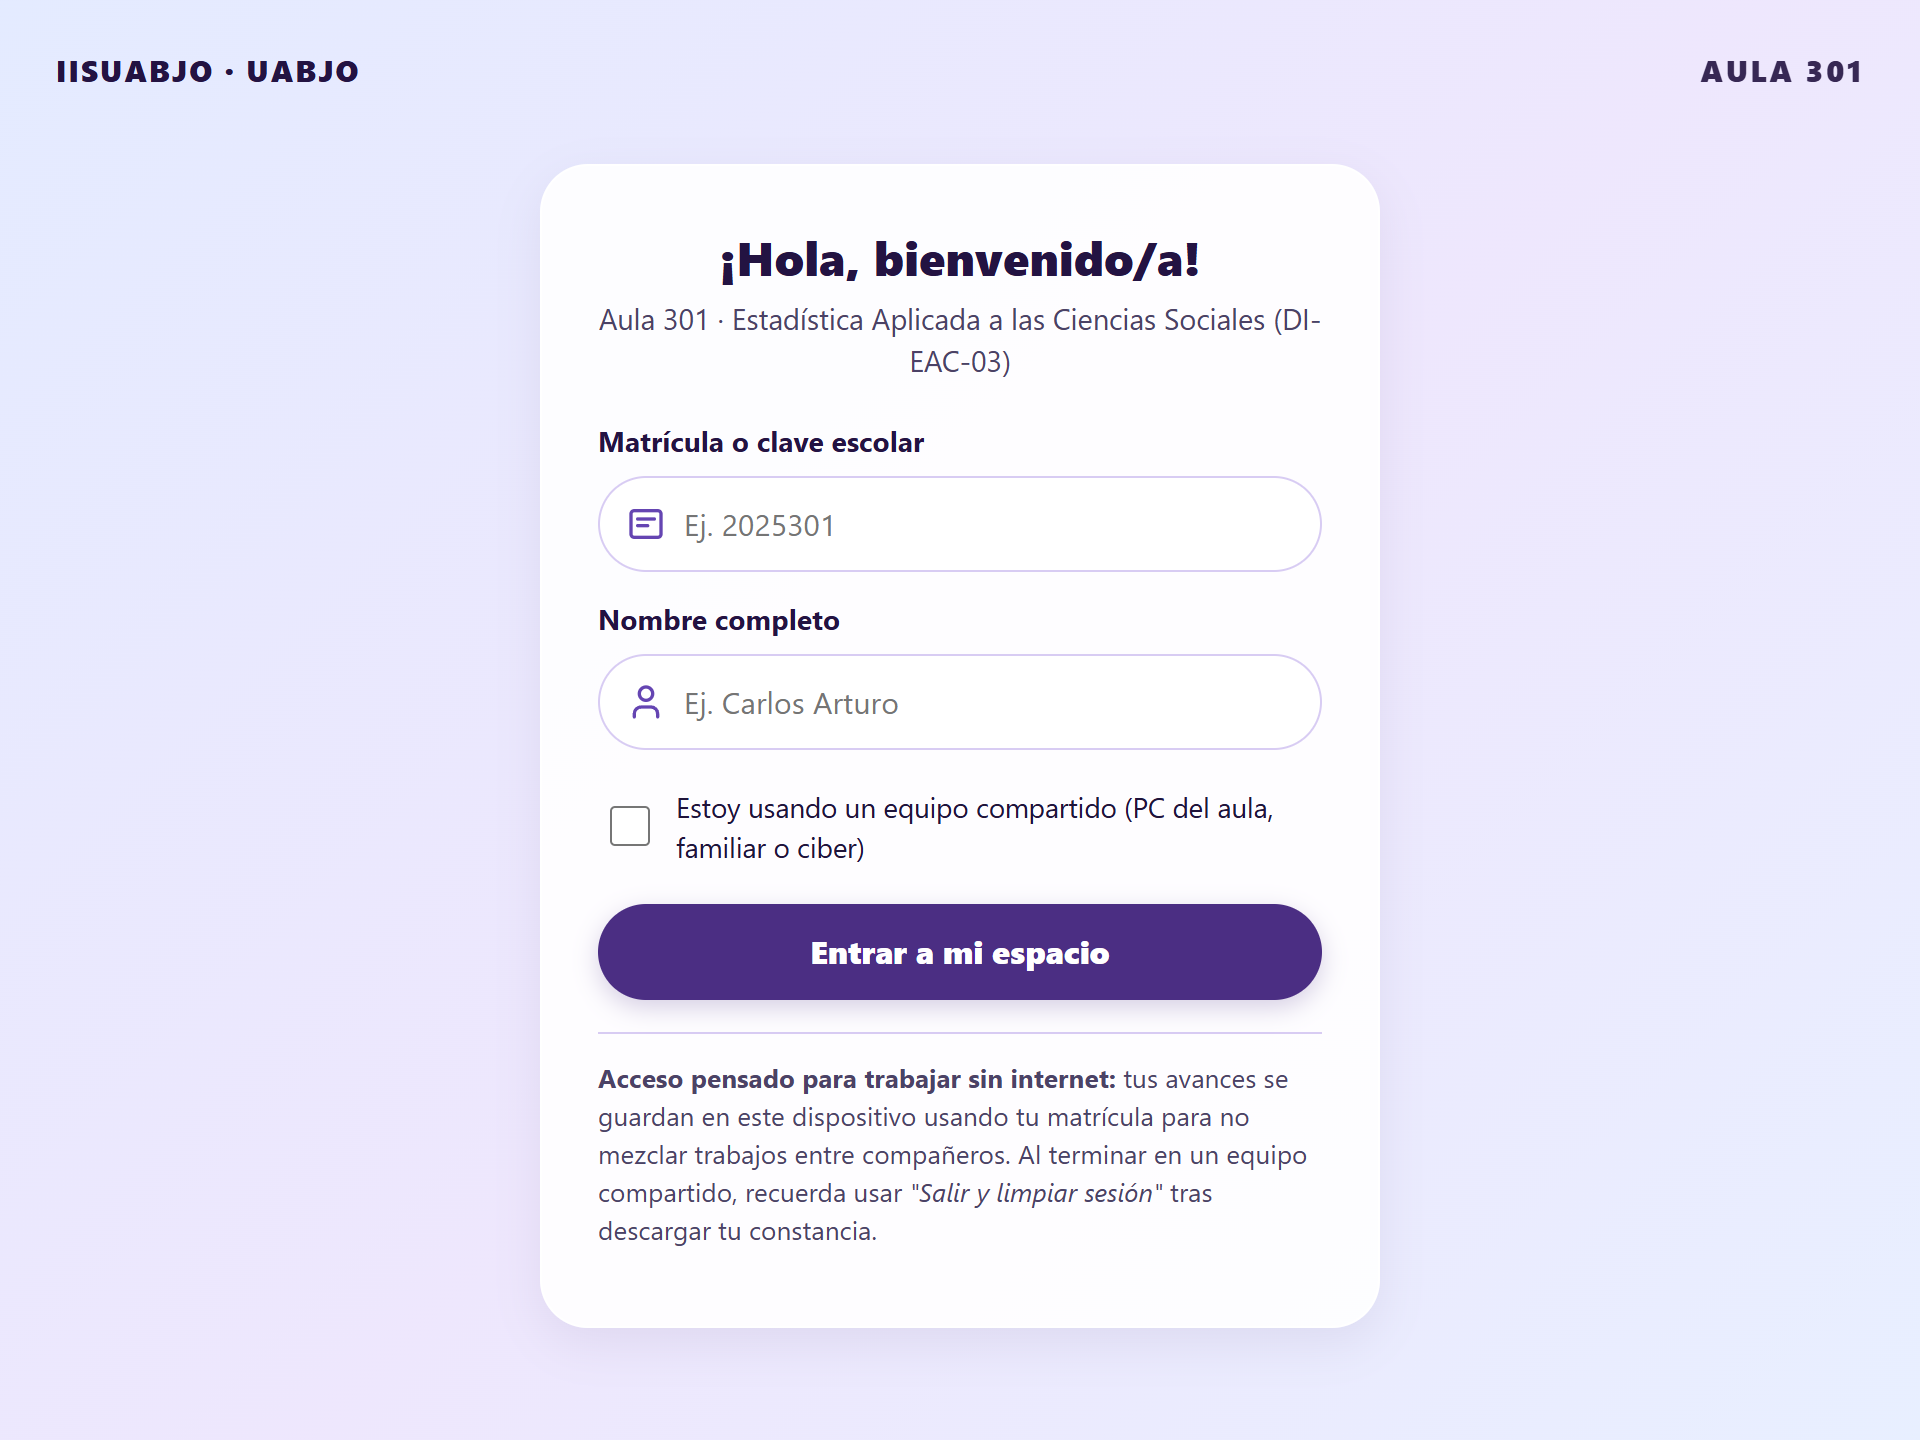 IISUABJO · UABJO
AULA 301
¡Hola, bienvenido/a!
Aula 301 · Estadística Aplicada a las Ciencias Sociales (DI-
EAC-03)
Matrícula o clave escolar
Ej. 2025301
Nombre completo
Ej. Carlos Arturo
Estoy usando un equipo compartido (PC del aula,
familiar o ciber)
Entrar a mi espacio
Acceso pensado para trabajar sin internet: tus avances se
guardan en este dispositivo usando tu matrícula para no
mezclar trabajos entre compañeros. Al terminar en un equipo
compartido, recuerda usar "Salir y limpiar sesión" tras
descargar tu constancia.